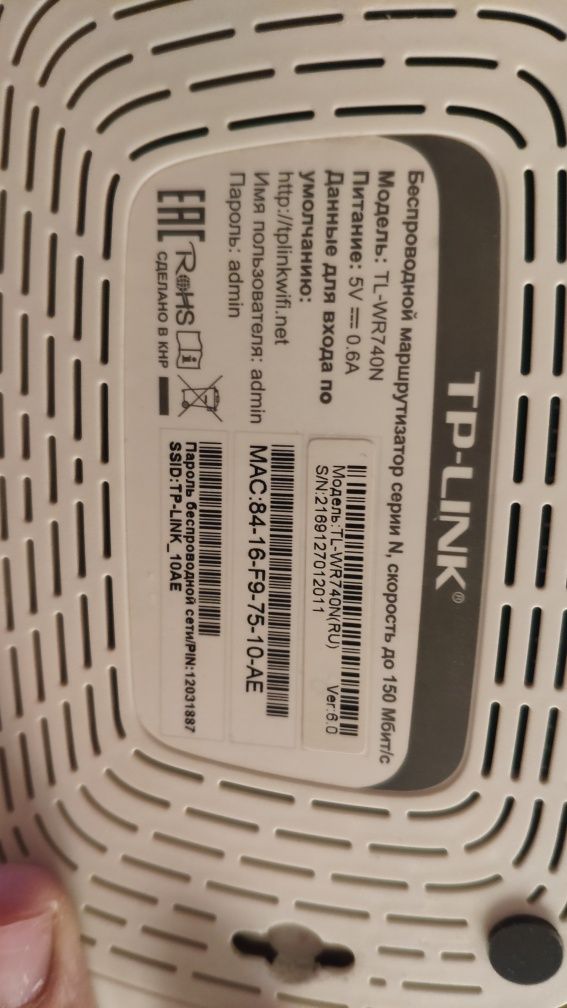 TP-LINK®
Беспроводной маршрутизатор серии N, скорость до 150 Мбит/с
Модель: TL-WR740N
Питание: 5V ⎓ 0.6A
Данные для входа по
умолчанию:
http://tplinkwifi.net
Имя пользователя: admin
Пароль: admin
EAC RoHS
СДЕЛАНО В КНР
Модель:TL-WR740N(RU) Ver:6.0
S/N:2169127012011
MAC:84-16-F9-75-10-AE
Пароль беспроводной сети/PIN:12031887
SSID:TP-LINK_10AE